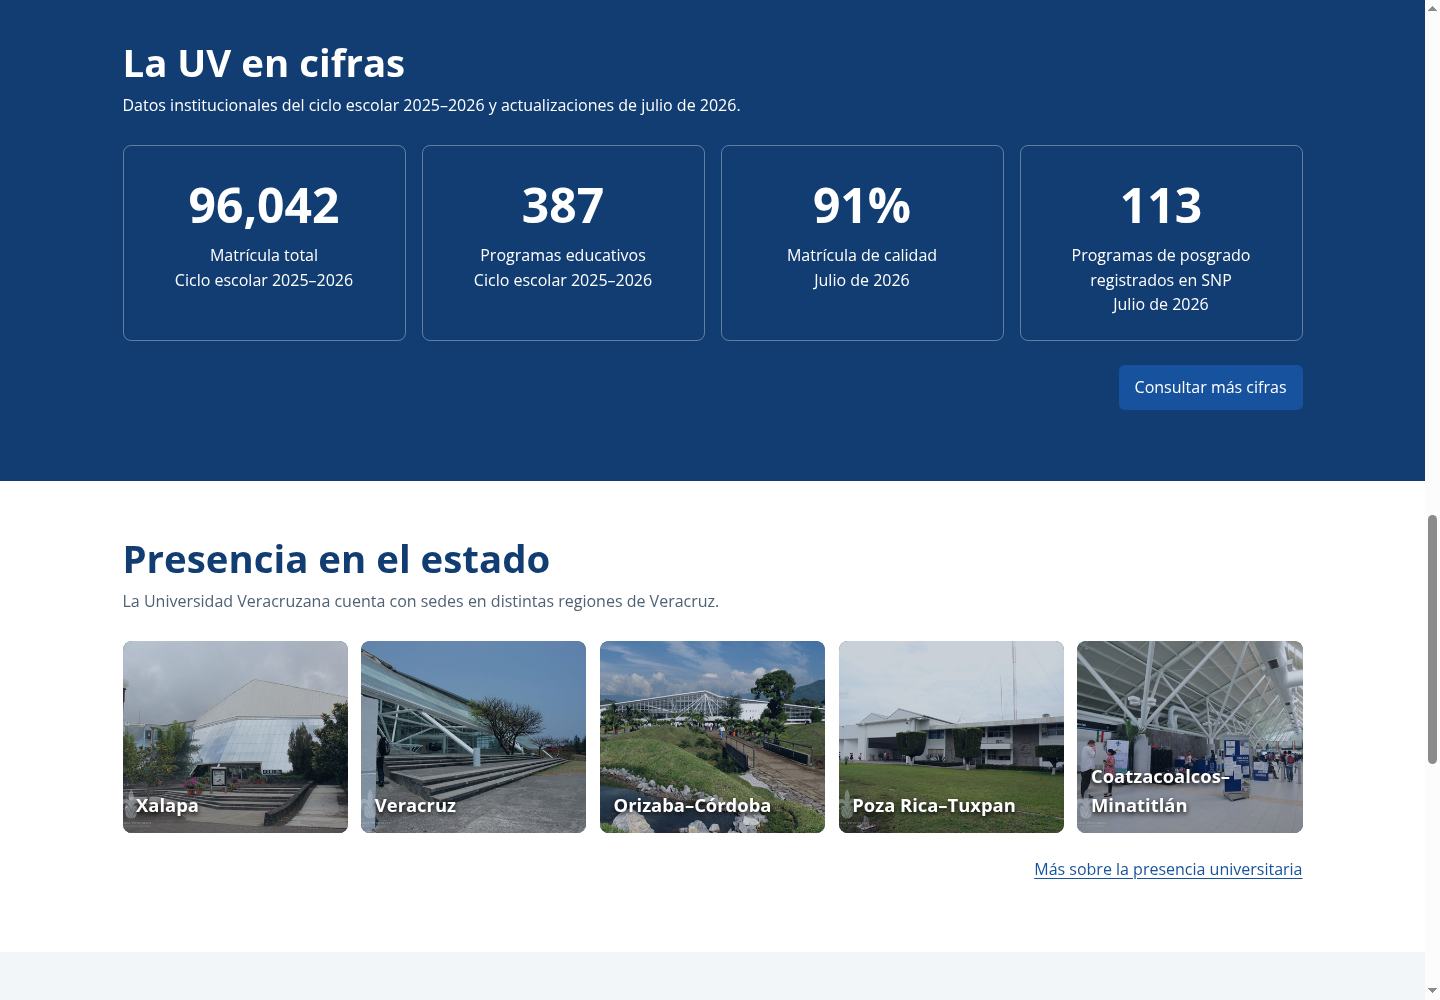 La UV en cifras
Datos institucionales del ciclo escolar 2025–2026 y actualizaciones de julio de 2026.
96,042
Matrícula total
Ciclo escolar 2025–2026
387
Programas educativos
Ciclo escolar 2025–2026
91%
Matrícula de calidad
Julio de 2026
113
Programas de posgrado
registrados en SNP
Julio de 2026
Consultar más cifras
Presencia en el estado
La Universidad Veracruzana cuenta con sedes en distintas regiones de Veracruz.
Xalapa
Veracruz
Orizaba–Córdoba
Poza Rica–Tuxpan
Coatzacoalcos–
Minatitlán
Más sobre la presencia universitaria